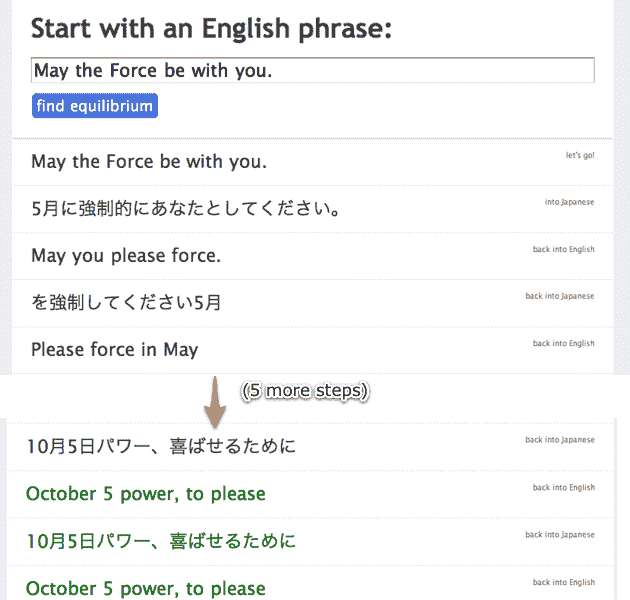 Start with an English phrase:
May the Force be with you.
find equilibrium
May the Force be with you.
let's go!
5月に強制的にあなたとしてください。
into Japanese
May you please force.
back into English
を強制してください5月
back into Japanese
Please force in May
back into English
(5 more steps)
10月5日パワー、喜ばせるために
back into Japanese
October 5 power, to please
back into English
10月5日パワー、喜ばせるために
back into Japanese
October 5 power, to please
back into English